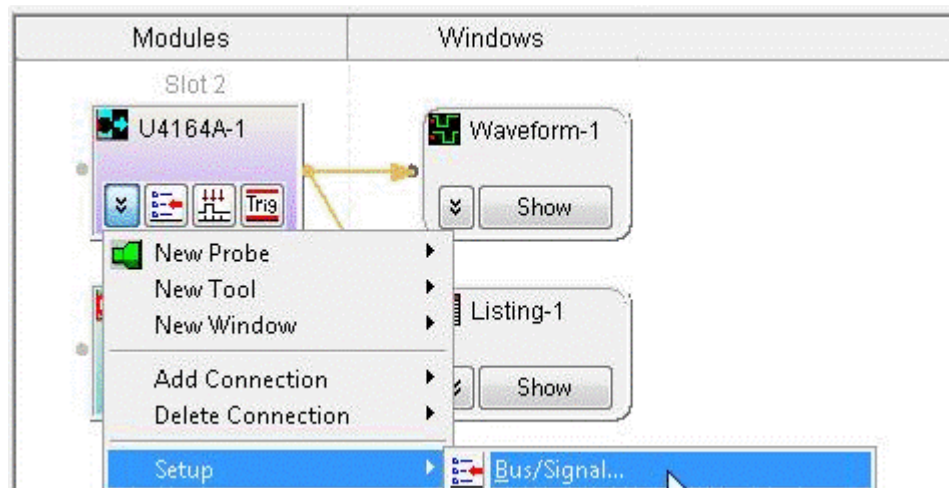 Modules Windows
Slot 2
U4164A-1
Waveform-1
Trig
Show
New Probe
New Tool
New Window
Listing-1
Show
Add Connection
Delete Connection
Setup
Bus/Signal...